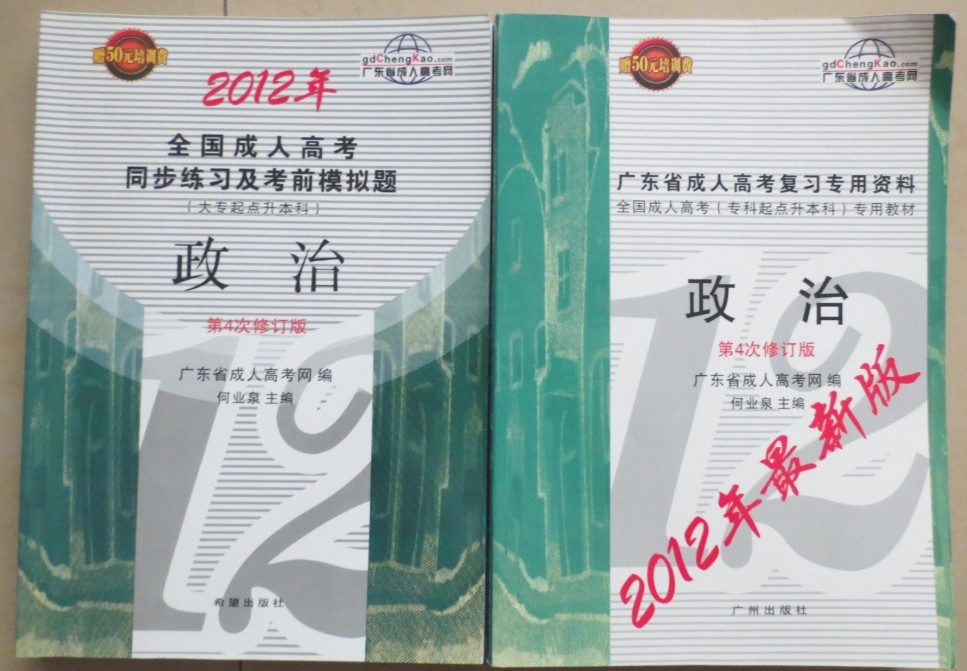 赠50元培训费
gdChengKao.com
广东省成人高考网
2012年
全国成人高考
同步练习及考前模拟题
（大专起点升本科）
政 治
第4次修订版
广东省成人高考网 编
何业泉 主编
12
希望出版社
赠50元培训费
gdChengKao.com
广东省成人高考网
广东省成人高考复习专用资料
全国成人高考（专科起点升本科）专用教材
政 治
第4次修订版
广东省成人高考网 编
何业泉 主编
2012年最新版
12
广州出版社